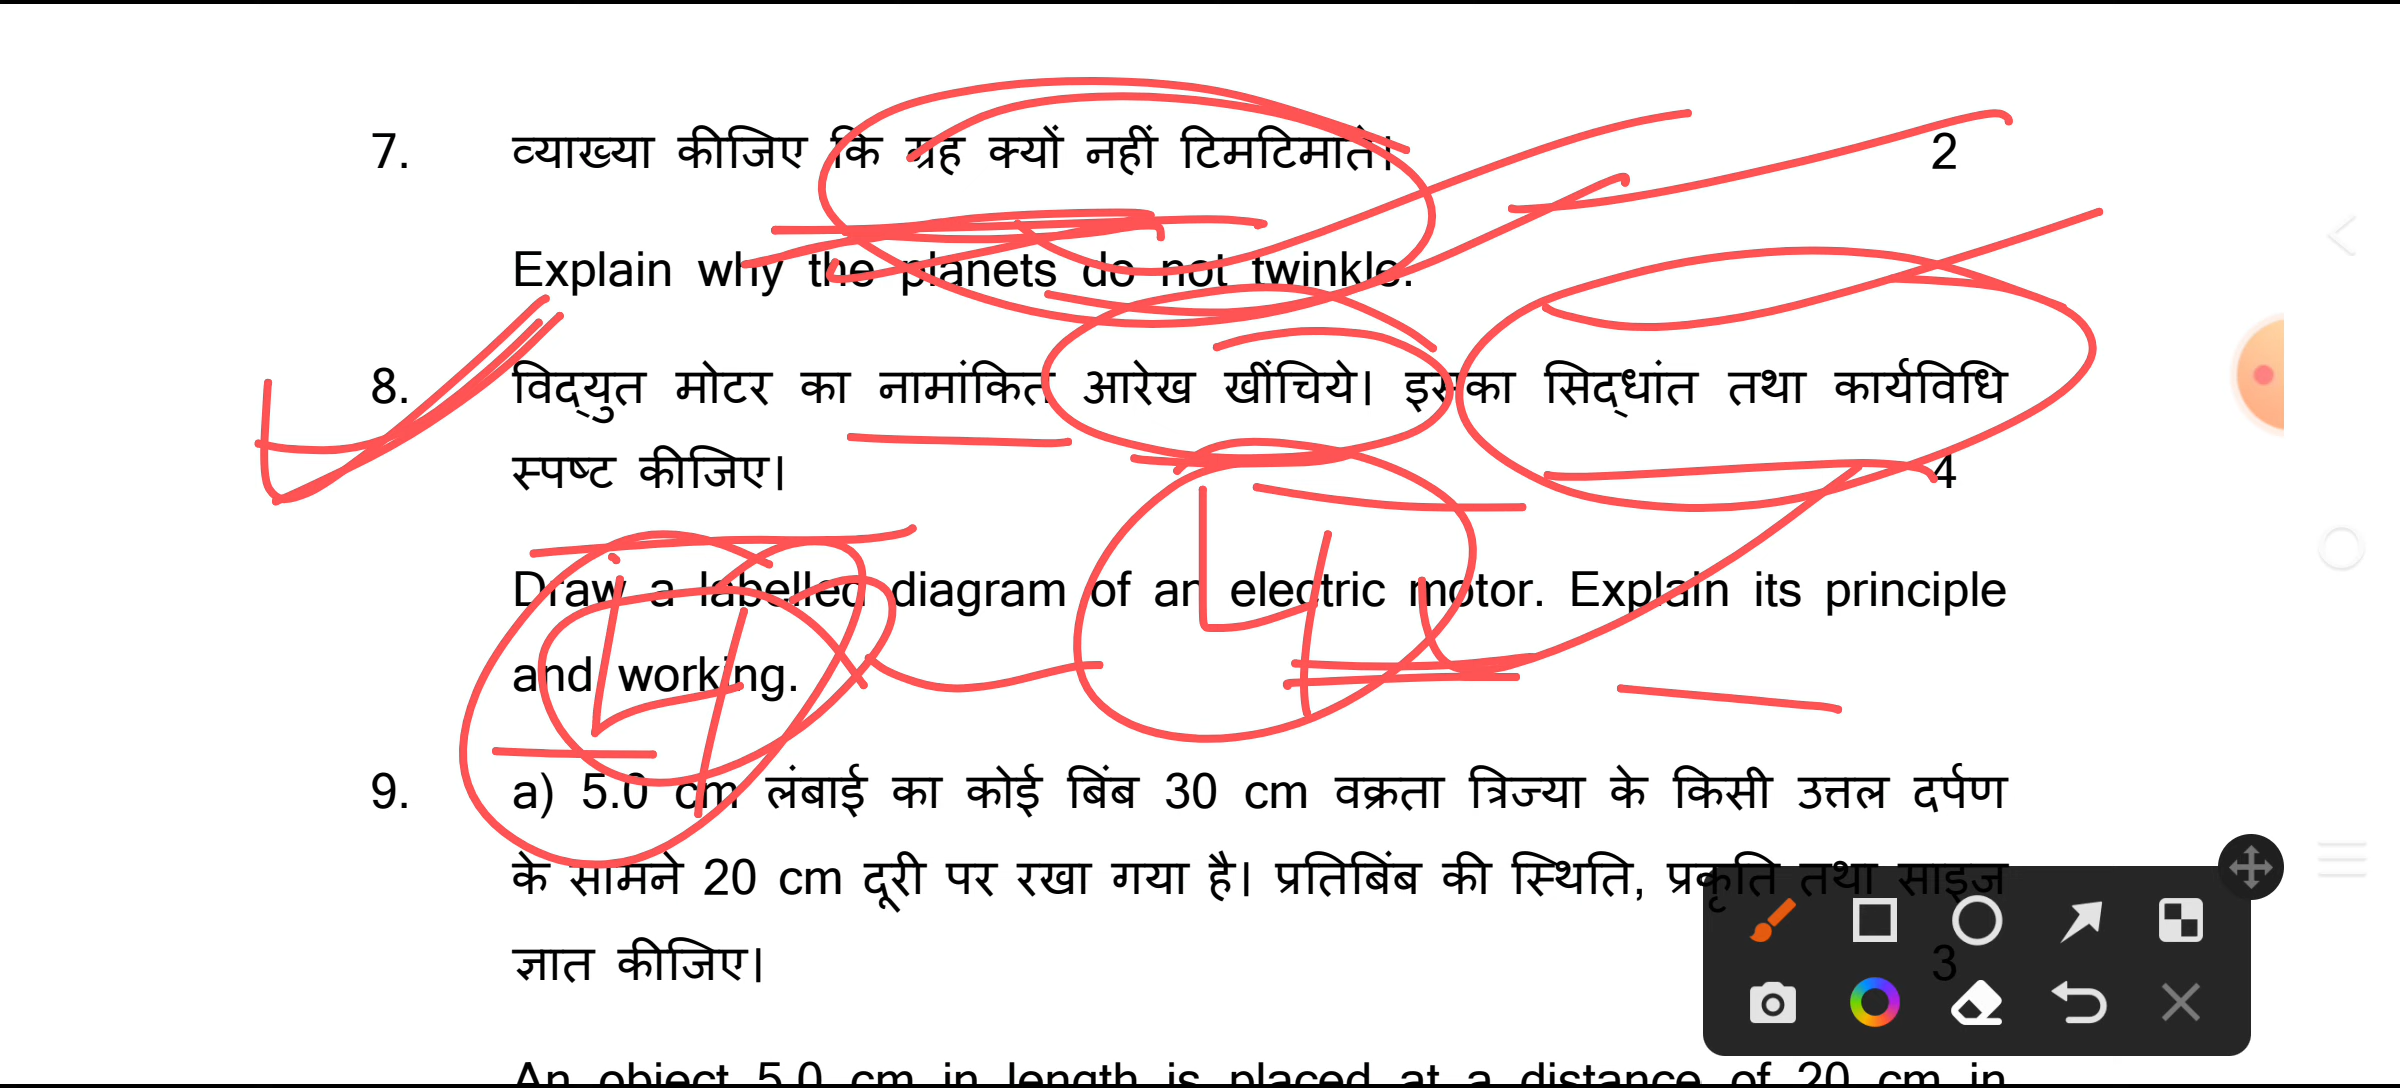 7. व्याख्या कीजिए कि ग्रह क्यों नहीं टिमटिमाते। 2
Explain why the planets do not twinkle.
8. विद्युत मोटर का नामांकित आरेख खींचिये। इसका सिद्धांत तथा कार्यविधि
स्पष्ट कीजिए। 4
4
Draw a labelled diagram of an electric motor. Explain its principle
4
and working.
9. a) 5.0 cm लंबाई का कोई बिंब 30 cm वक्रता त्रिज्या के किसी उत्तल दर्पण
के सामने 20 cm दूरी पर रखा गया है। प्रतिबिंब की स्थिति, प्रकृति तथा साइज
ज्ञात कीजिए। 3
An object 5.0 cm in length is placed at a distance of 20 cm in